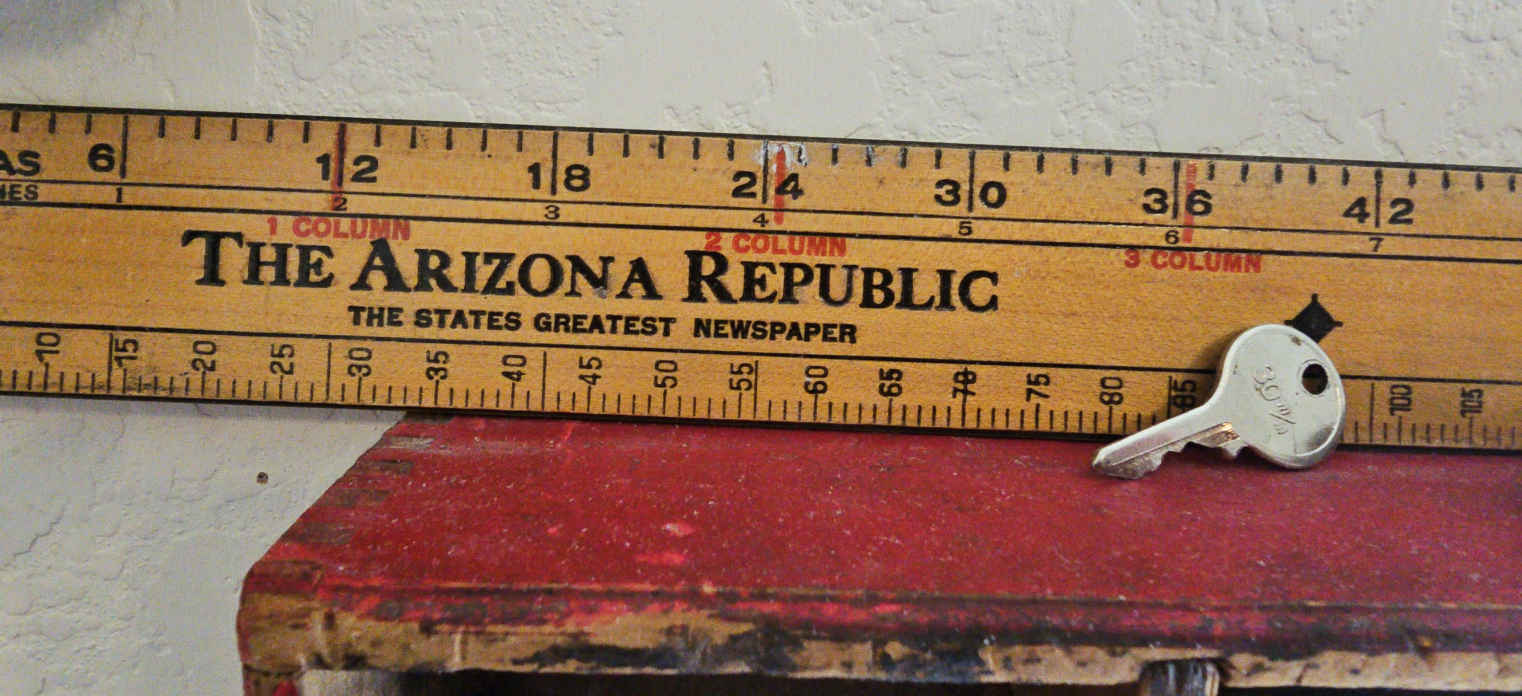 AS 6 12 18 24 30 36 42
1 2 3 4 5 6 7
1 COLUMN 2 COLUMN 3 COLUMN
THE ARIZONA REPUBLIC
THE STATES GREATEST NEWSPAPER
10 15 20 25 30 35 40 45 50 55 60 65 70 75 80 85 100 105